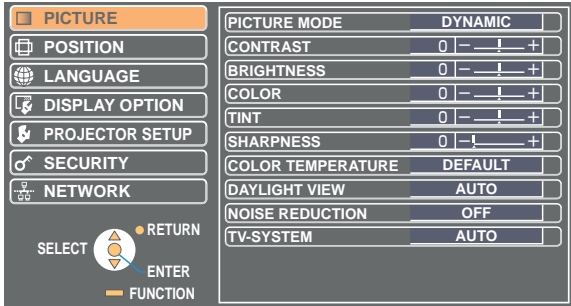 PICTURE
POSITION
LANGUAGE
DISPLAY OPTION
PROJECTOR SETUP
SECURITY
NETWORK
RETURN
SELECT
ENTER
FUNCTION
PICTURE MODE DYNAMIC
CONTRAST 0 − +
BRIGHTNESS 0 − +
COLOR 0 − +
TINT 0 − +
SHARPNESS 0 − +
COLOR TEMPERATURE DEFAULT
DAYLIGHT VIEW AUTO
NOISE REDUCTION OFF
TV-SYSTEM AUTO